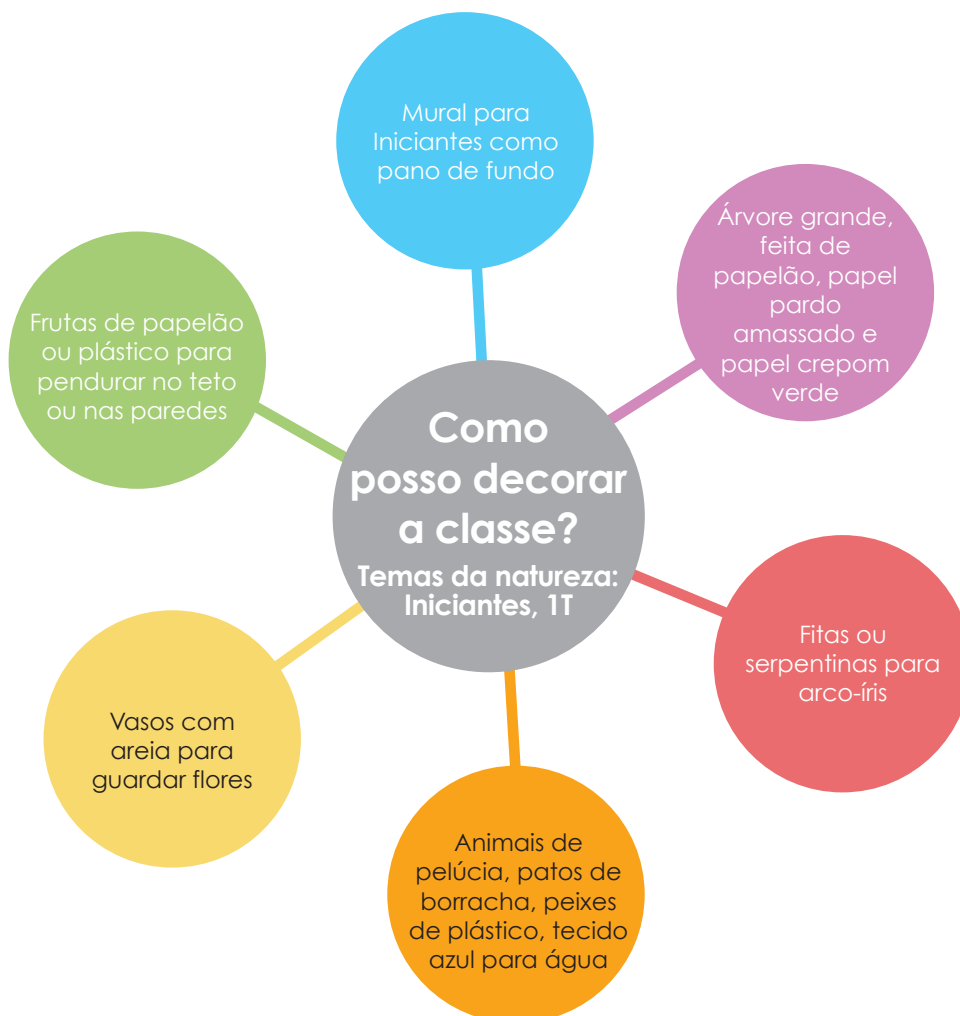 Mural para
Iniciantes como
pano de fundo
Árvore grande,
feita de
papelão, papel
pardo
amassado e
papel crepom
verde
Frutas de papelão
ou plástico para
pendurar no teto
ou nas paredes
Como
posso decorar
a classe?
Temas da natureza:
Iniciantes, 1T
Fitas ou
serpentinas para
arco-íris
Vasos com
areia para
guardar flores
Animais de
pelúcia, patos de
borracha, peixes
de plástico, tecido
azul para água